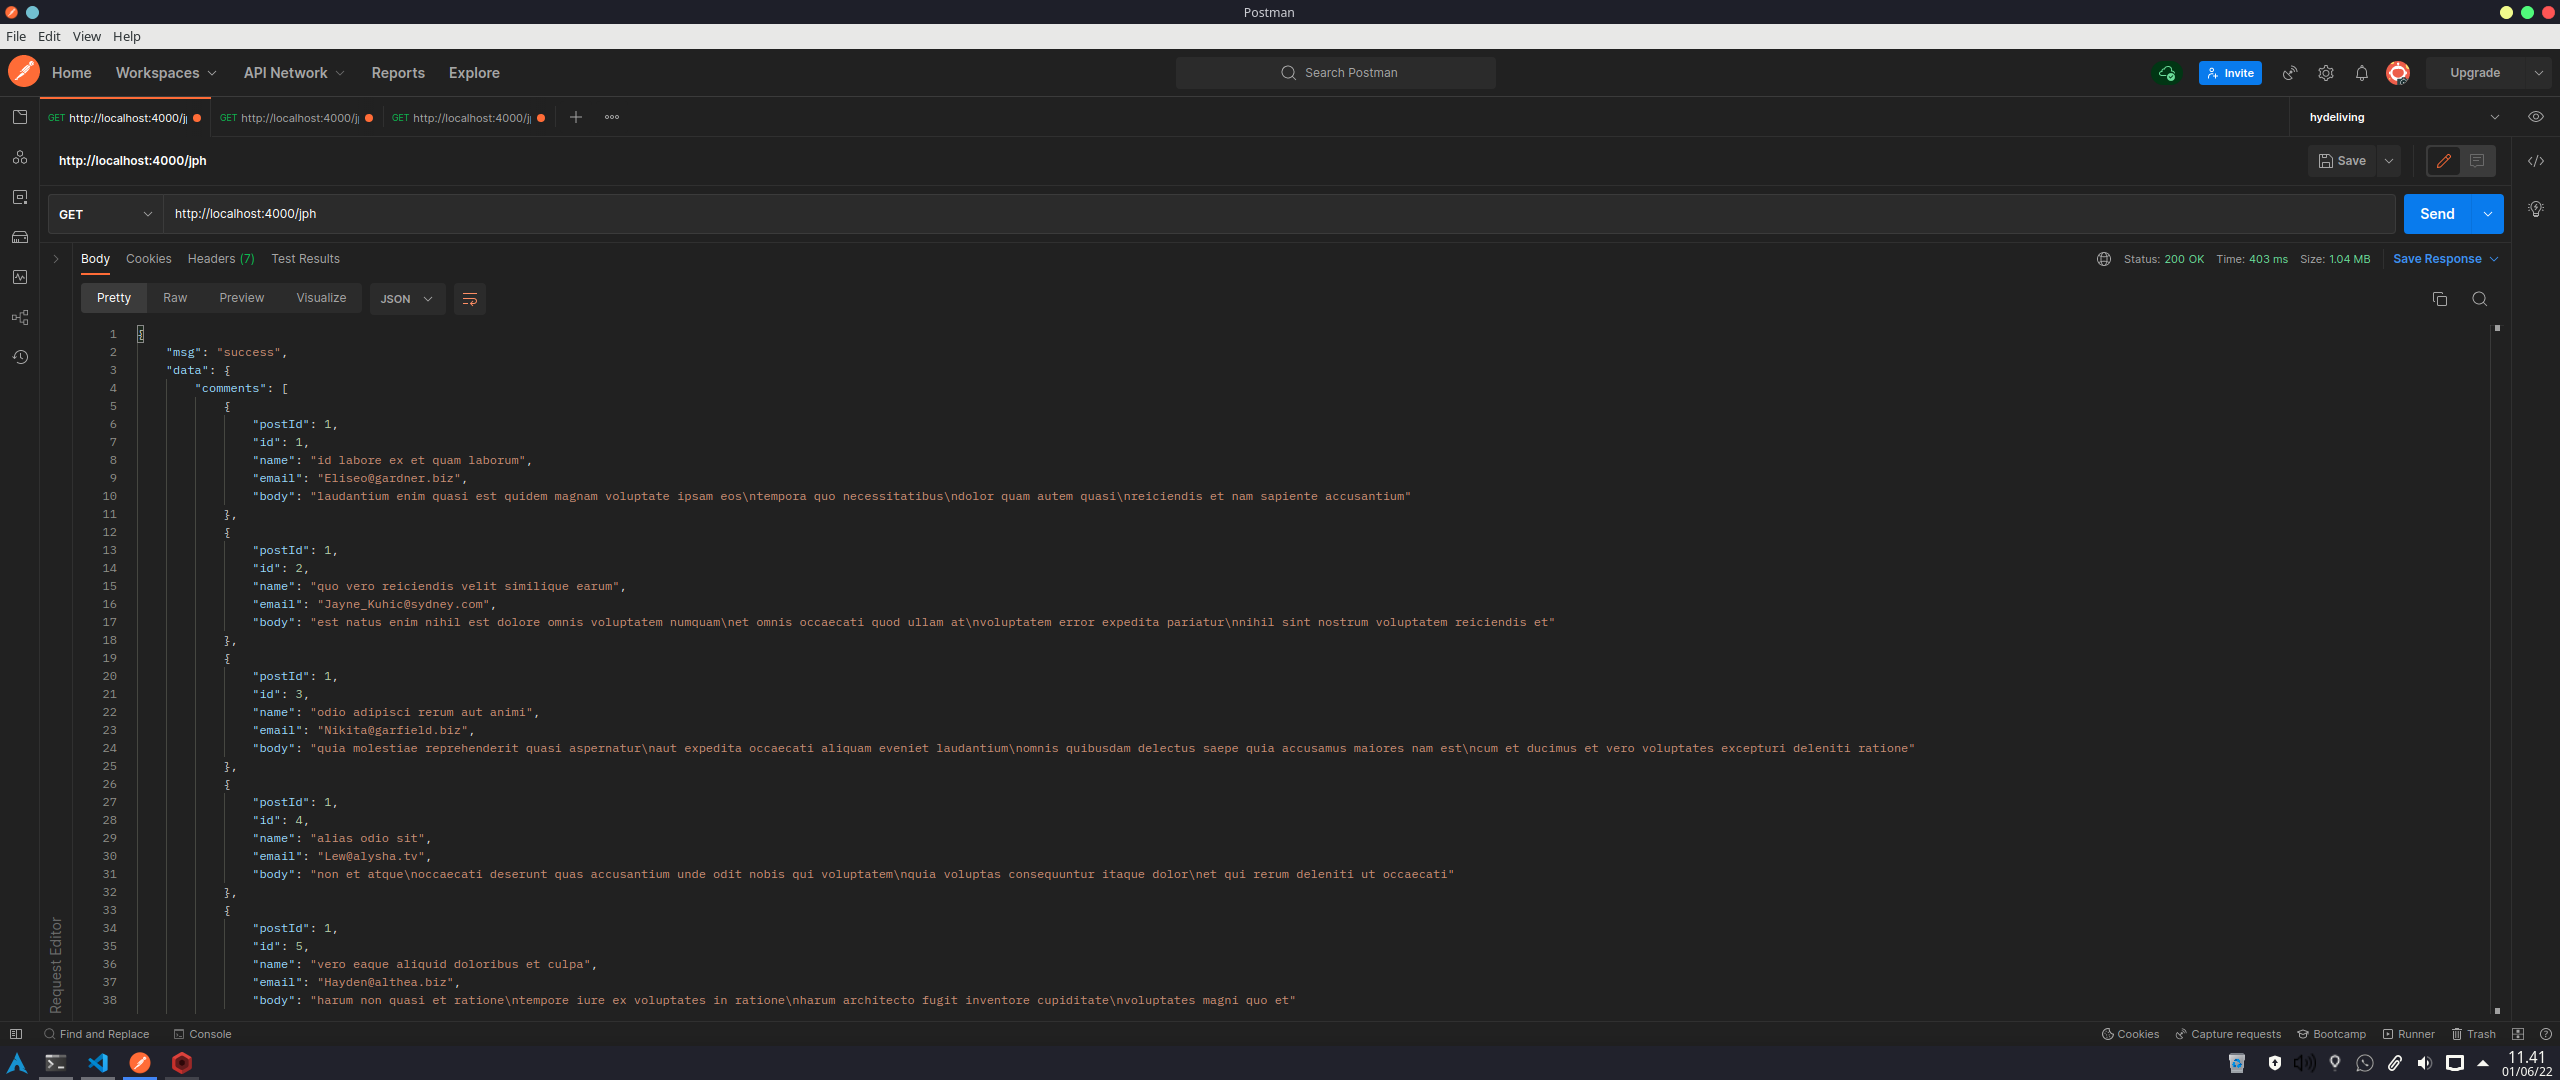 Postman
File Edit View Help
Home Workspaces API Network Reports Explore Search Postman Invite Upgrade
GET http://localhost:4000/j GET http://localhost:4000/j GET http://localhost:4000/j hydeliving
http://localhost:4000/jph Save
GET http://localhost:4000/jph Send
Body Cookies Headers (7) Test Results Status: 200 OK Time: 403 ms Size: 1.04 MB Save Response
Pretty Raw Preview Visualize JSON
1 {
2 "msg": "success",
3 "data": {
4 "comments": [
5 {
6 "postId": 1,
7 "id": 1,
8 "name": "id labore ex et quam laborum",
9 "email": "Eliseo@gardner.biz",
10 "body": "laudantium enim quasi est quidem magnam voluptate ipsam eos\ntempora quo necessitatibus\ndolor quam autem quasi\nreiciendis et nam sapiente accusantium"
11 },
12 {
13 "postId": 1,
14 "id": 2,
15 "name": "quo vero reiciendis velit similique earum",
16 "email": "Jayne_Kuhic@sydney.com",
17 "body": "est natus enim nihil est dolore omnis voluptatem numquam\net omnis occaecati quod ullam at\nvoluptatem error expedita pariatur\nnihil sint nostrum voluptatem reiciendis et"
18 },
19 {
20 "postId": 1,
21 "id": 3,
22 "name": "odio adipisci rerum aut animi",
23 "email": "Nikita@garfield.biz",
24 "body": "quia molestiae reprehenderit quasi aspernatur\naut expedita occaecati aliquam eveniet laudantium\nomnis quibusdam delectus saepe quia accusamus maiores nam est\ncum et ducimus et vero voluptates excepturi deleniti ratione"
25 },
26 {
27 "postId": 1,
28 "id": 4,
29 "name": "alias odio sit",
30 "email": "Lew@alysha.tv",
31 "body": "non et atque\noccaecati deserunt quas accusantium unde odit nobis qui voluptatem\nquia voluptas consequuntur itaque dolor\net qui rerum deleniti ut occaecati"
32 },
33 {
34 "postId": 1,
35 "id": 5,
36 "name": "vero eaque aliquid doloribus et culpa",
37 "email": "Hayden@althea.biz",
38 "body": "harum non quasi et ratione\ntempore iure ex voluptates in ratione\nharum architecto fugit inventore cupiditate\nvoluptates magni quo et"
Request Editor
Find and Replace Console Cookies Capture requests Bootcamp Runner Trash
11.41
01/06/22